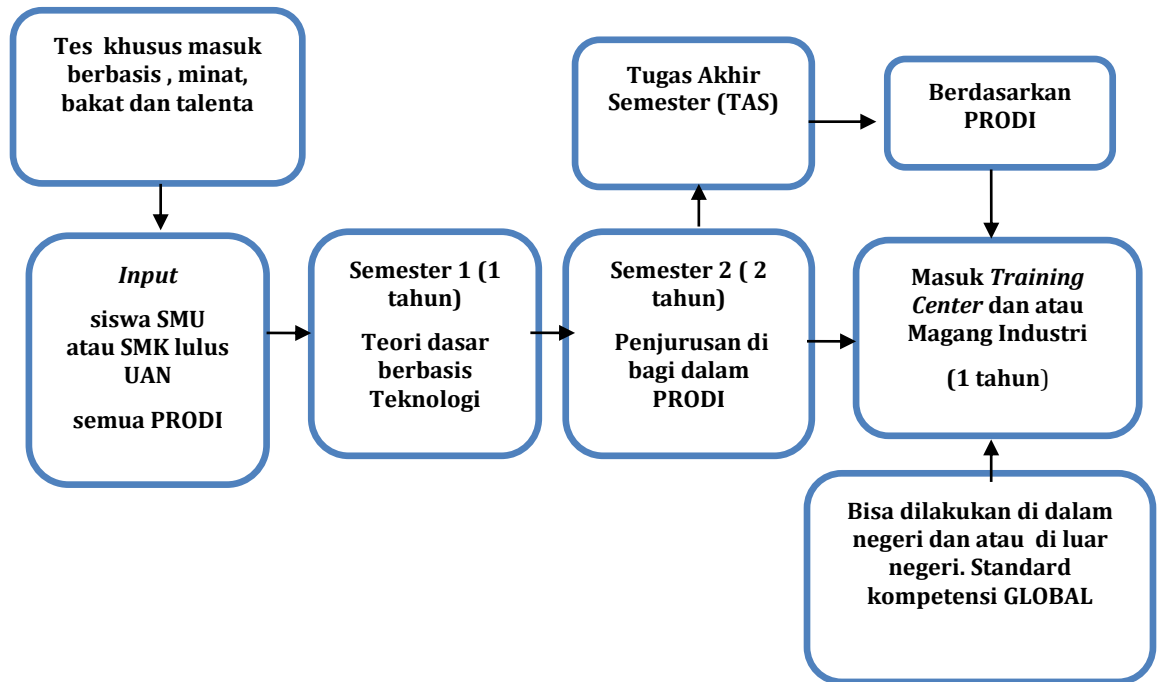 Tes khusus masuk
berbasis , minat,
bakat dan talenta
Tugas Akhir
Semester (TAS)
Berdasarkan
PRODI
Input
siswa SMU
atau SMK lulus
UAN
semua PRODI
Semester 1 (1
tahun)
Teori dasar
berbasis
Teknologi
Semester 2 ( 2
tahun)
Penjurusan di
bagi dalam
PRODI
Masuk Training
Center dan atau
Magang Industri
(1 tahun)
Bisa dilakukan di dalam
negeri dan atau di luar
negeri. Standard
kompetensi GLOBAL